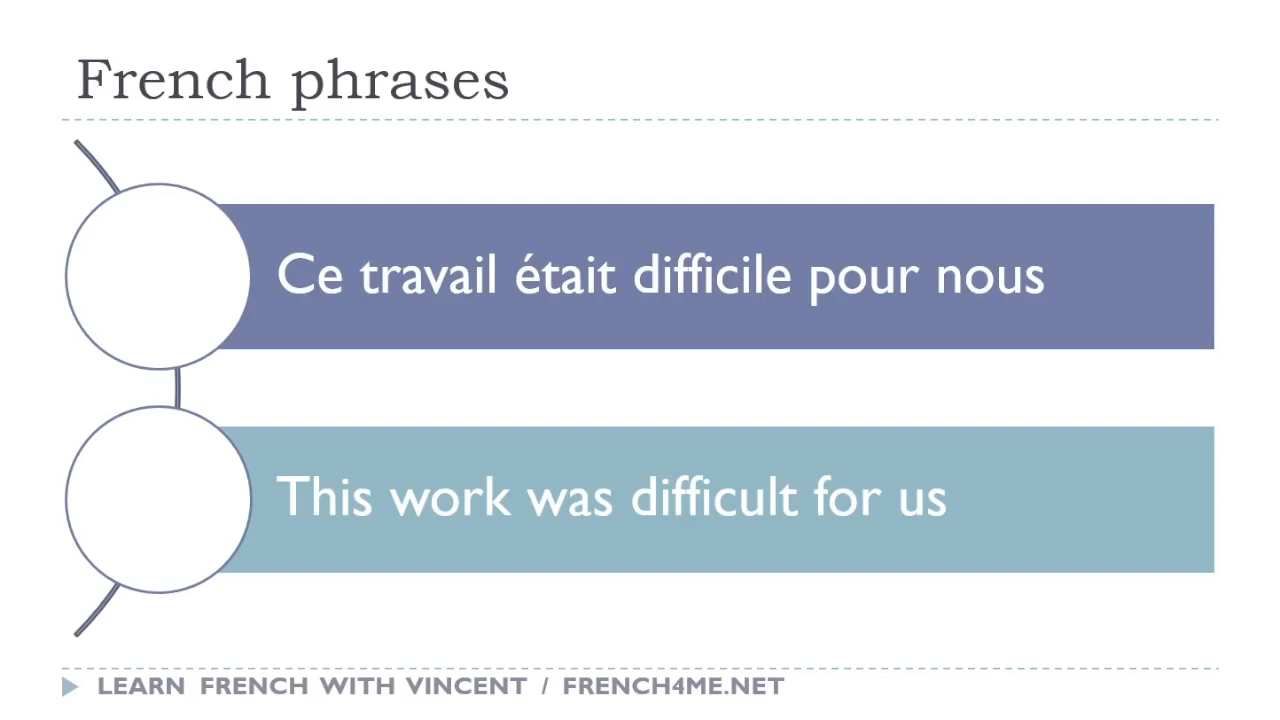 French phrases
Ce travail était difficile pour nous
This work was difficult for us
LEARN FRENCH WITH VINCENT / FRENCH4ME.NET